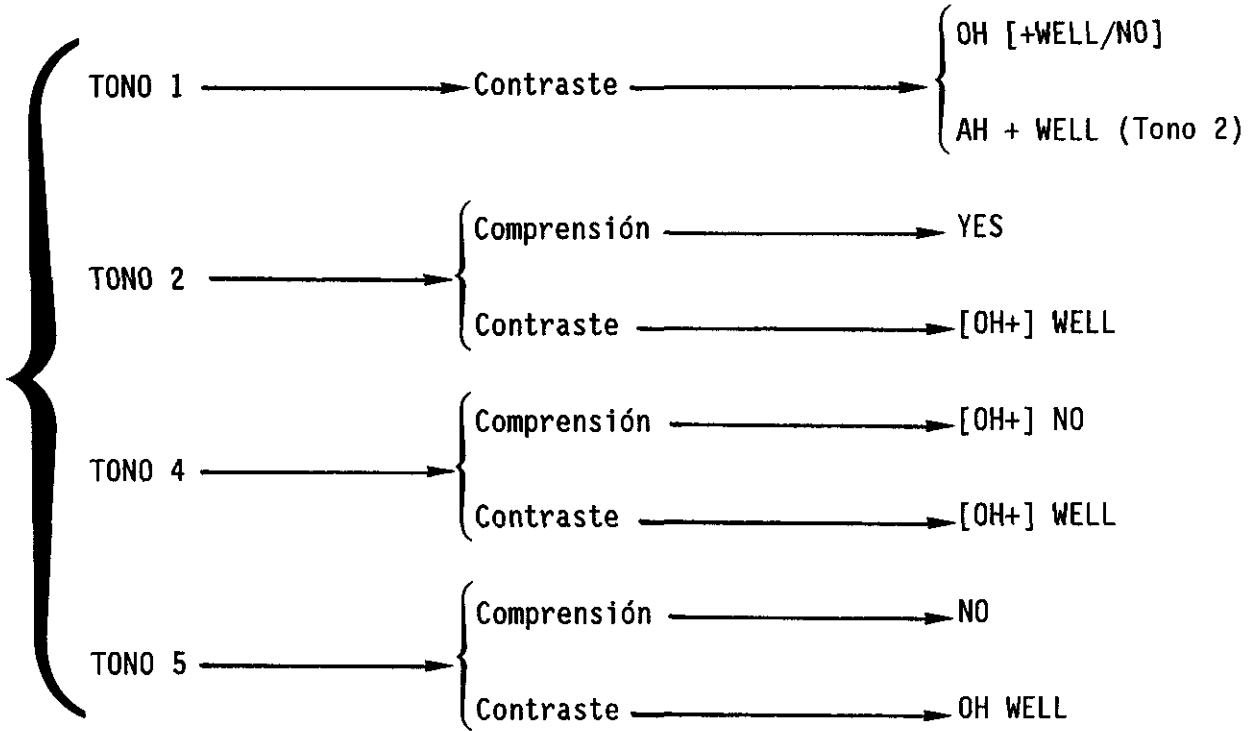 OH [+WELL/NO]
TONO 1 Contraste
AH + WELL (Tono 2)
Comprensión YES
TONO 2
Contraste [OH+] WELL
Comprensión [OH+] NO
TONO 4
Contraste [OH+] WELL
Comprensión NO
TONO 5
Contraste OH WELL